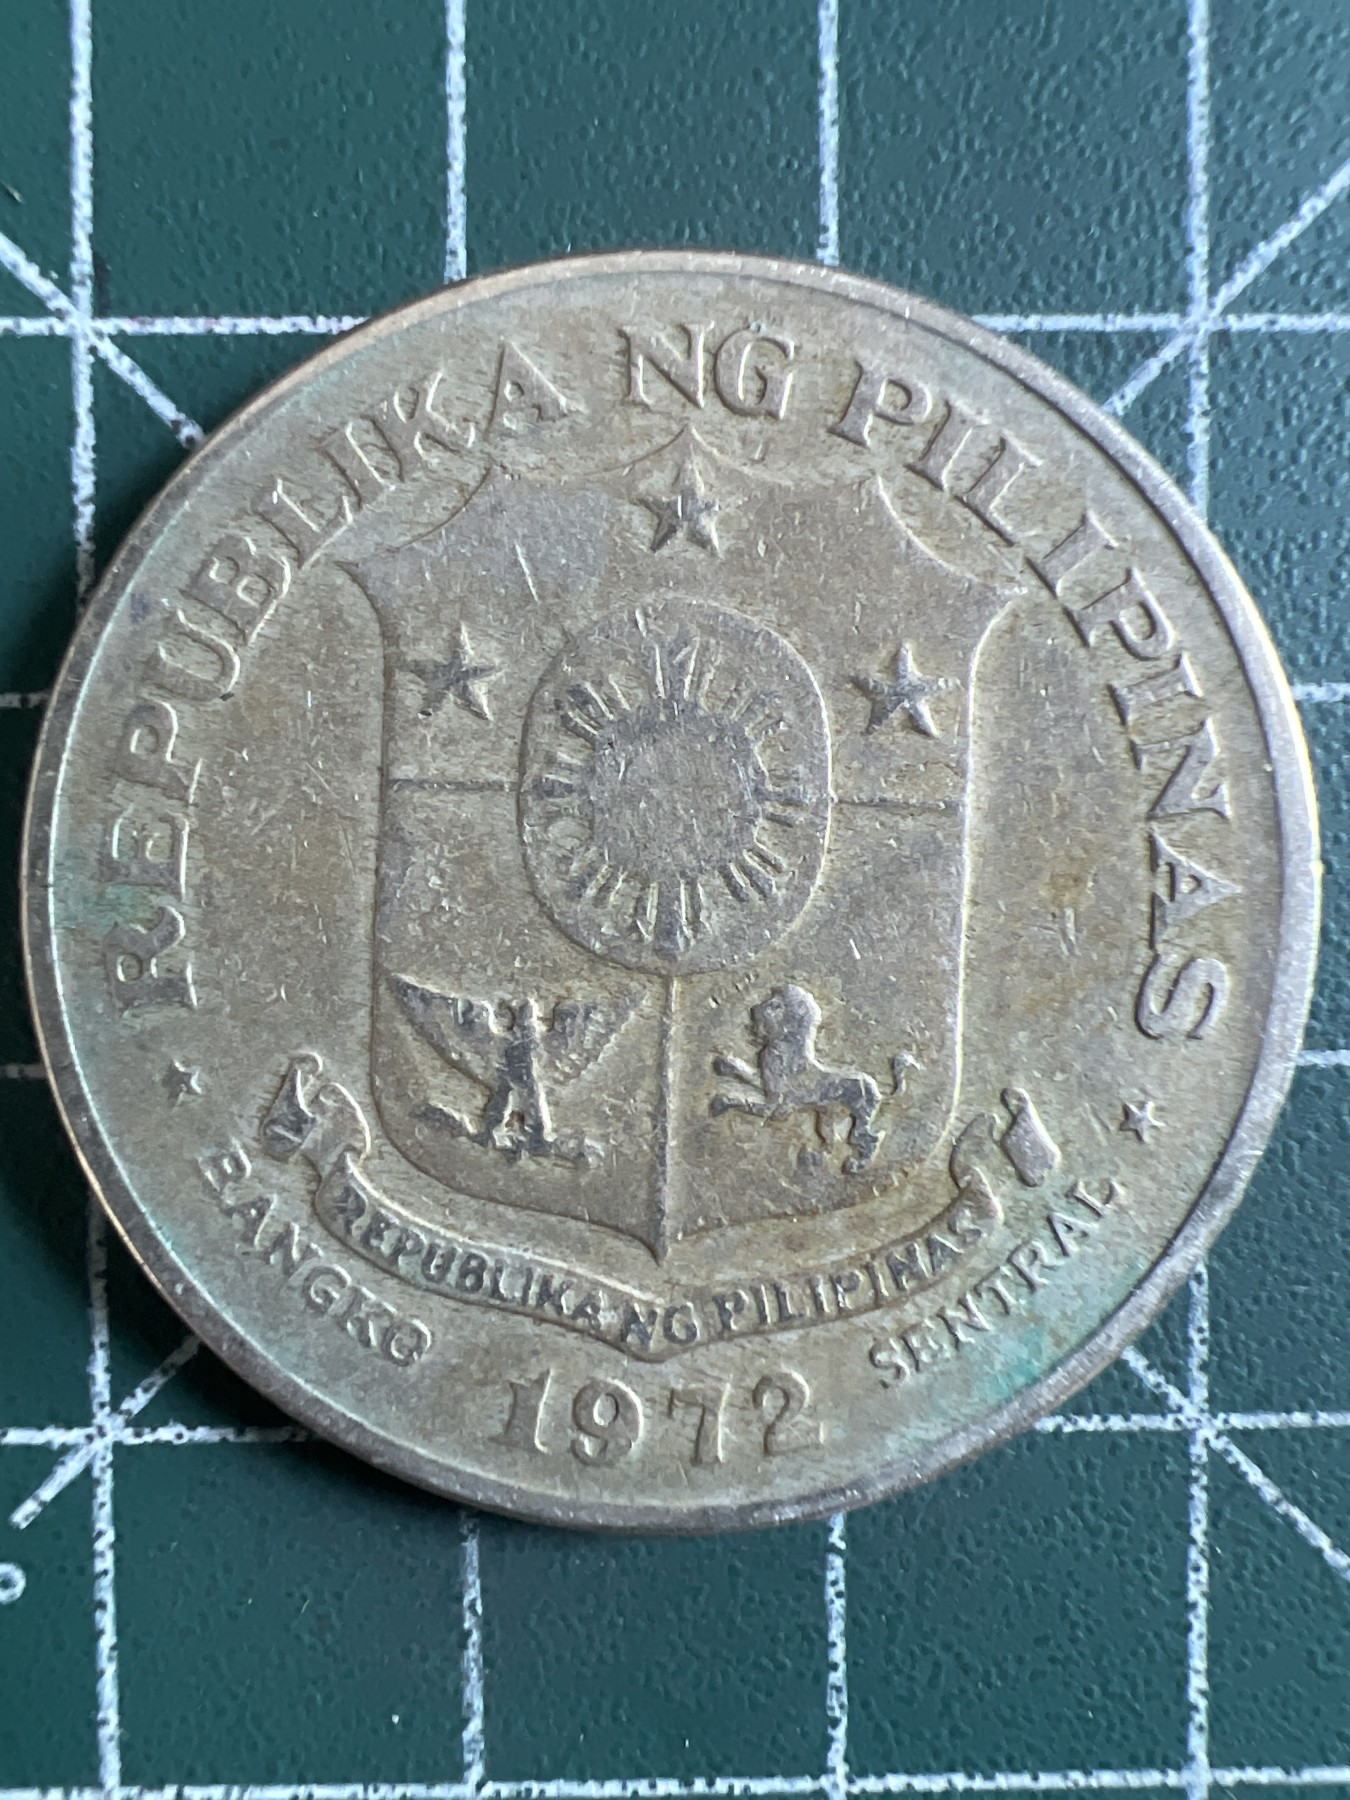 REPUBLIKA NG PILIPINAS
REPUBLIKA NG PILIPINAS
BANGKO SENTRAL
1972